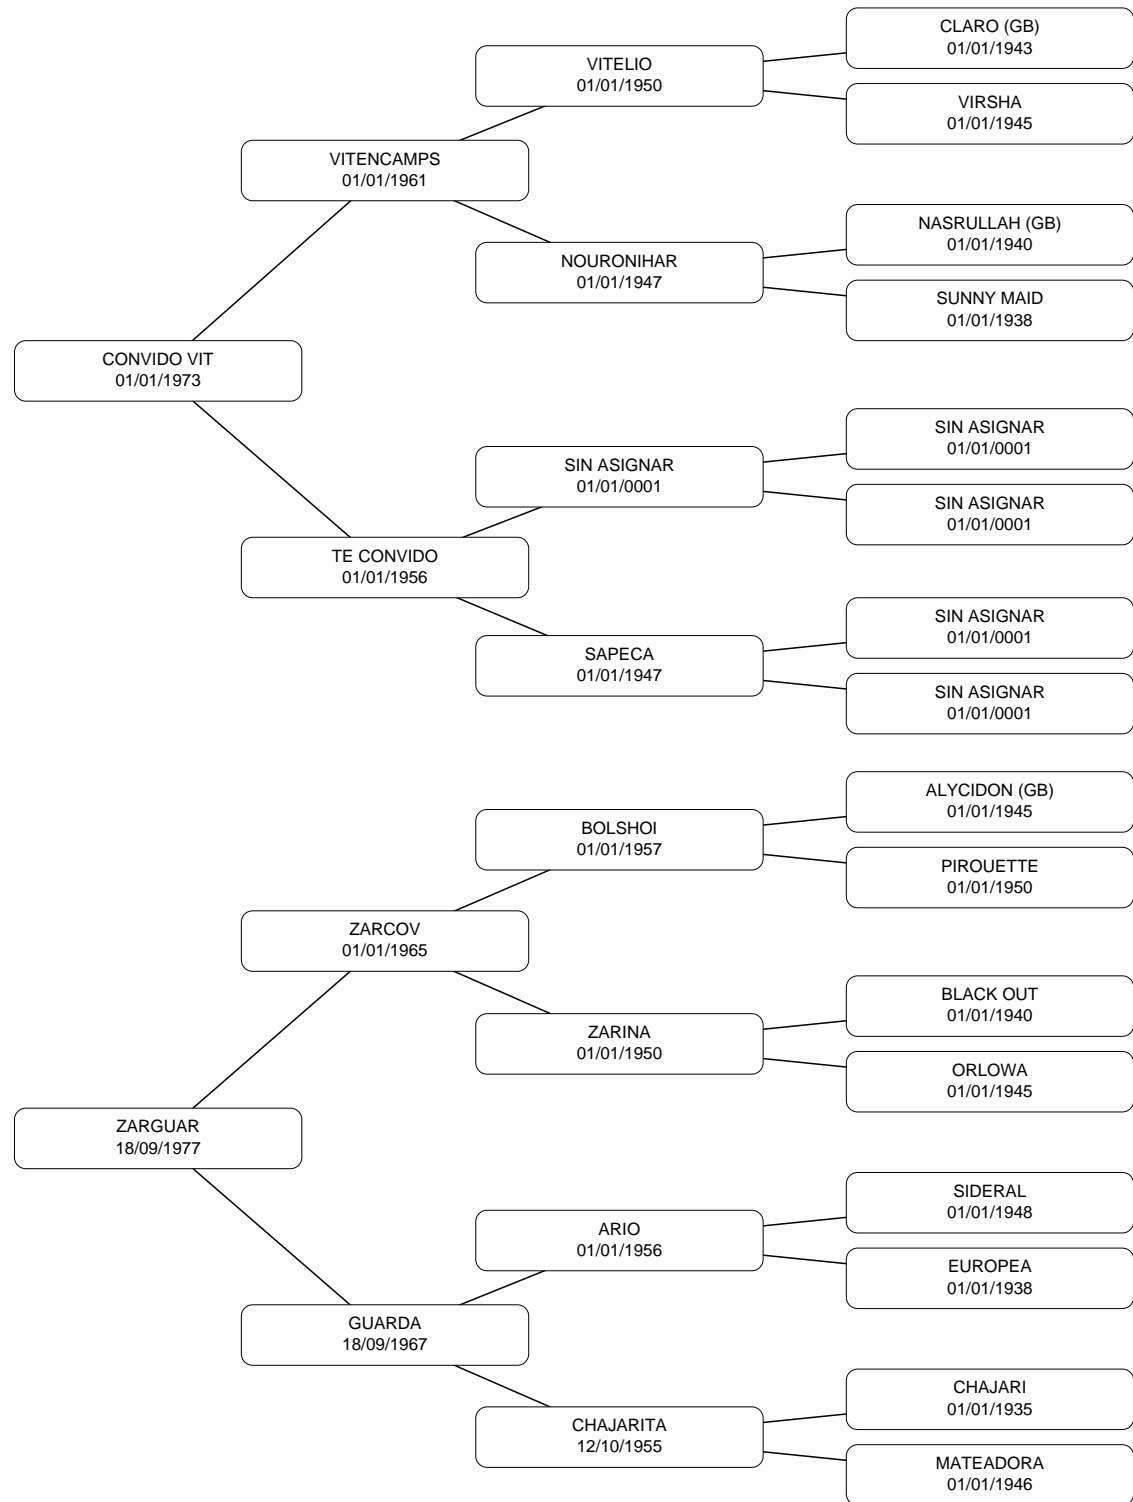 CLARO (GB)
01/01/1943
VITELIO
01/01/1950
VIRSHA
01/01/1945
VITENCAMPS
01/01/1961
NASRULLAH (GB)
01/01/1940
NOURONIHAR
01/01/1947
SUNNY MAID
01/01/1938
CONVIDO VIT
01/01/1973
SIN ASIGNAR
01/01/0001
SIN ASIGNAR
01/01/0001
SIN ASIGNAR
01/01/0001
TE CONVIDO
01/01/1956
SIN ASIGNAR
01/01/0001
SAPECA
01/01/1947
SIN ASIGNAR
01/01/0001
ALYCIDON (GB)
01/01/1945
BOLSHOI
01/01/1957
PIROUETTE
01/01/1950
ZARCOV
01/01/1965
BLACK OUT
01/01/1940
ZARINA
01/01/1950
ORLOWA
01/01/1945
ZARGUAR
18/09/1977
SIDERAL
01/01/1948
ARIO
01/01/1956
EUROPEA
01/01/1938
GUARDA
18/09/1967
CHAJARI
01/01/1935
CHAJARITA
12/10/1955
MATEADORA
01/01/1946